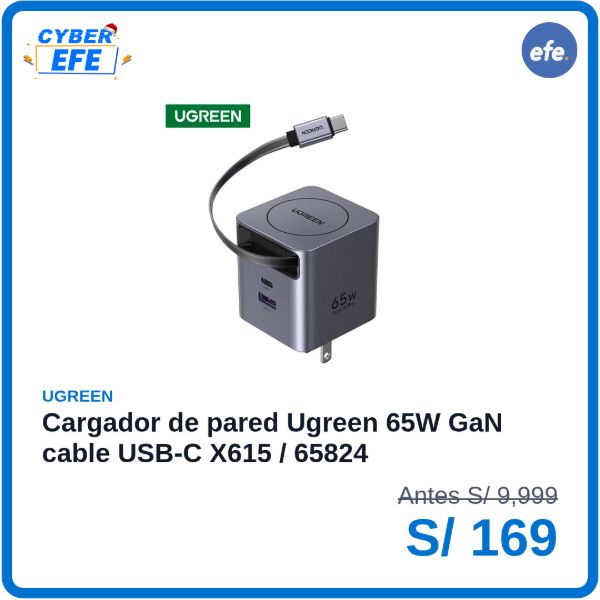 CYBER
EFE
efe.
UGREEN
UGREEN
UGREEN
65W
UGREEN
Cargador de pared Ugreen 65W GaN
cable USB-C X615 / 65824
Antes S/ 9,999
S/ 169